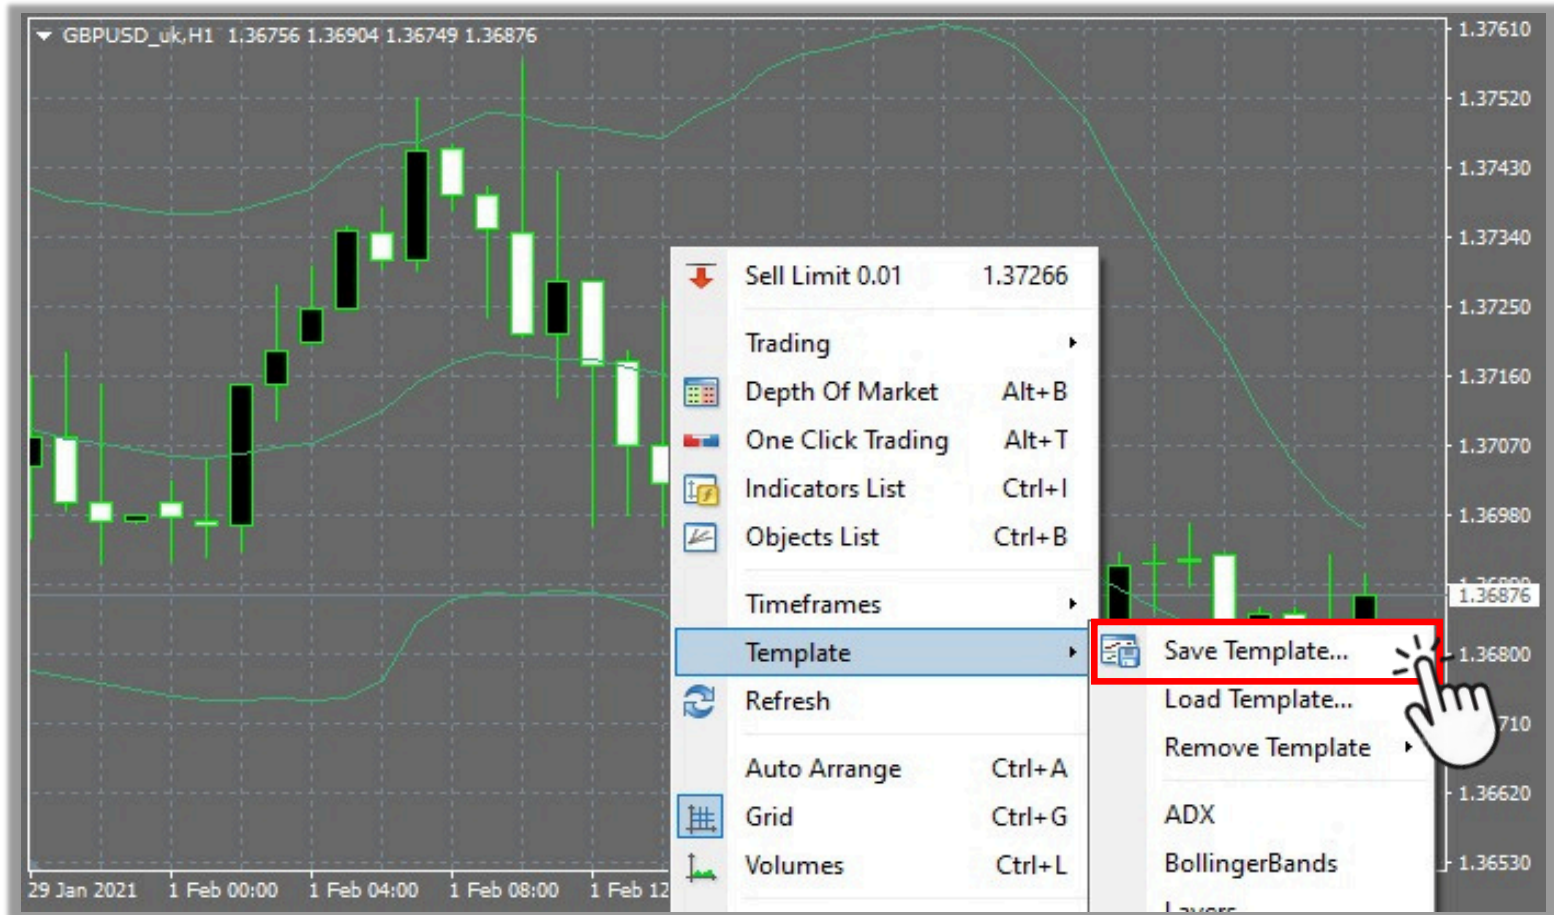 GBPUSD_uk,H1 1.36756 1.36904 1.36749 1.36876
1.37610
1.37520
1.37430
1.37340
1.37250
1.37160
1.37070
1.36980
1.36876
1.36800
710
1.36620
1.36530
Sell Limit 0.01 1.37266
Trading
Depth Of Market Alt+B
One Click Trading Alt+T
Indicators List Ctrl+I
Objects List Ctrl+B
Timeframes
Template
Refresh
Auto Arrange Ctrl+A
Grid Ctrl+G
Volumes Ctrl+L
Save Template...
Load Template...
Remove Template
ADX
BollingerBands
29 Jan 2021 1 Feb 00:00 1 Feb 04:00 1 Feb 08:00 1 Feb 12